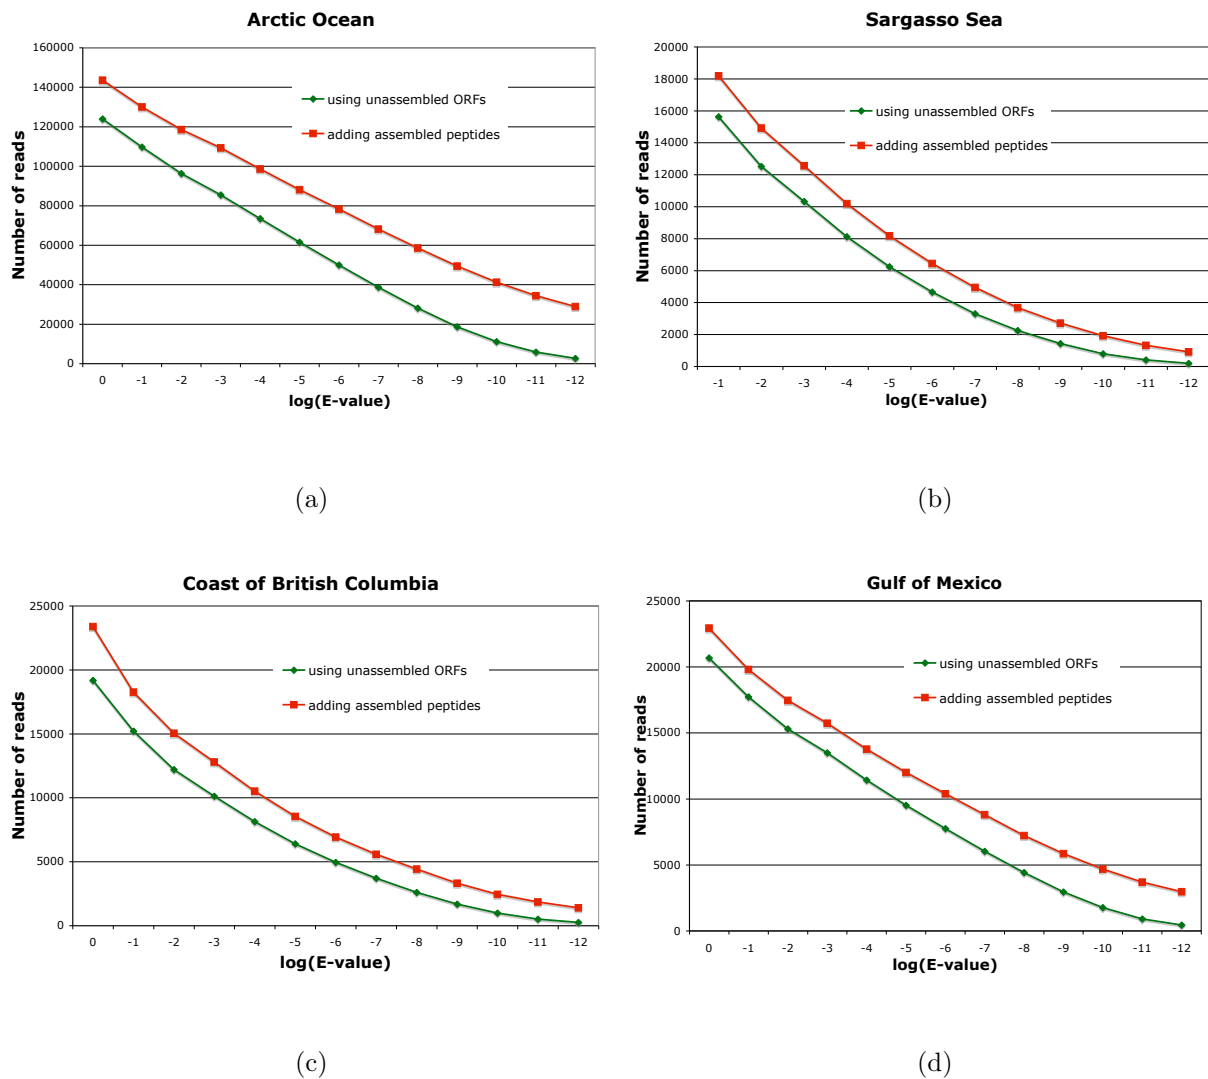 Arctic Ocean
160000
140000
120000
100000
80000
60000
40000
20000
0
Number of reads
using unassembled ORFs
adding assembled peptides
0 -1 -2 -3 -4 -5 -6 -7 -8 -9 -10 -11 -12
log(E-value)
(a)
Sargasso Sea
20000
18000
16000
14000
12000
10000
8000
6000
4000
2000
0
Number of reads
using unassembled ORFs
adding assembled peptides
-1 -2 -3 -4 -5 -6 -7 -8 -9 -10 -11 -12
log(E-value)
(b)
Coast of British Columbia
25000
20000
15000
10000
5000
0
Number of reads
using unassembled ORFs
adding assembled peptides
0 -1 -2 -3 -4 -5 -6 -7 -8 -9 -10 -11 -12
log(E-value)
(c)
Gulf of Mexico
25000
20000
15000
10000
5000
0
Number of reads
using unassembled ORFs
adding assembled peptides
0 -1 -2 -3 -4 -5 -6 -7 -8 -9 -10 -11 -12
log(E-value)
(d)